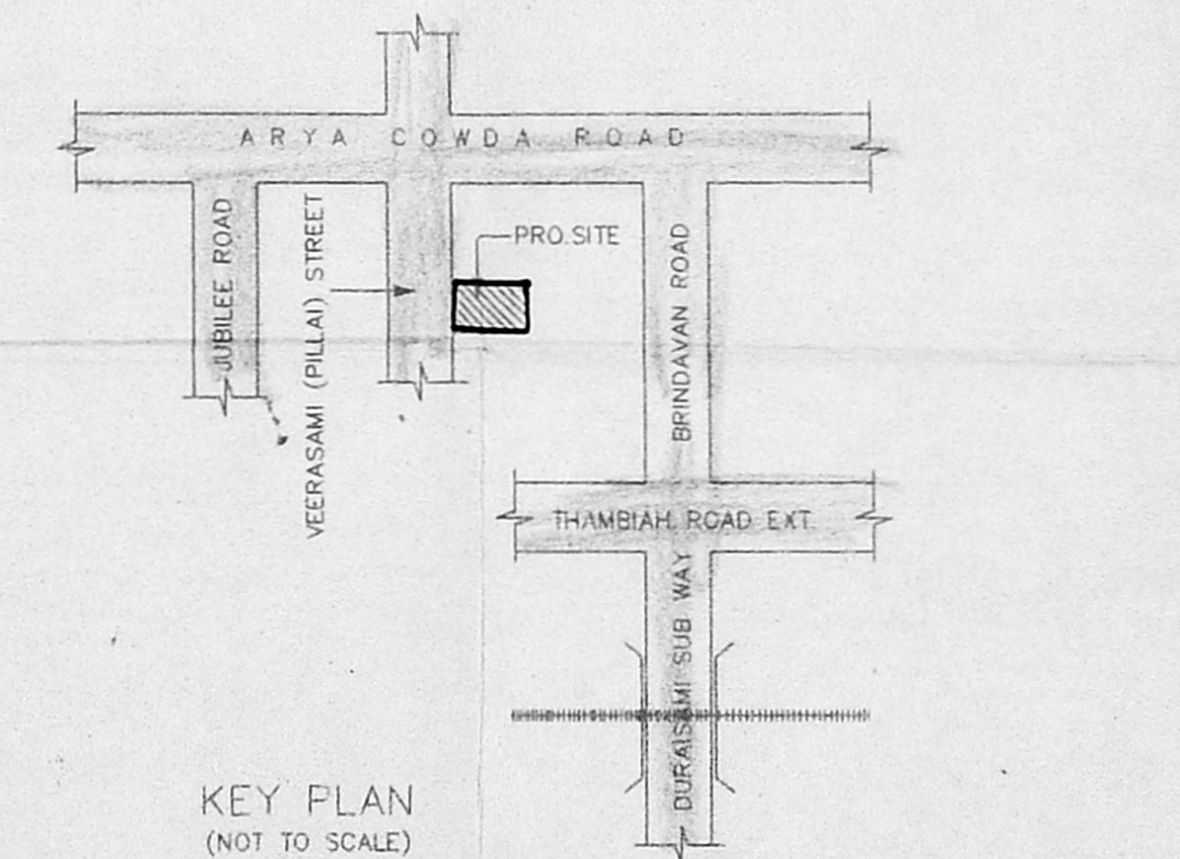 ARYA COWDA ROAD
JUBILEE ROAD
VEERASAMI (PILLAI) STREET
PRO.SITE
BRINDAVAN ROAD
THAMBIAH ROAD EXT.
DURAISAMI SUB WAY
KEY PLAN
(NOT TO SCALE)